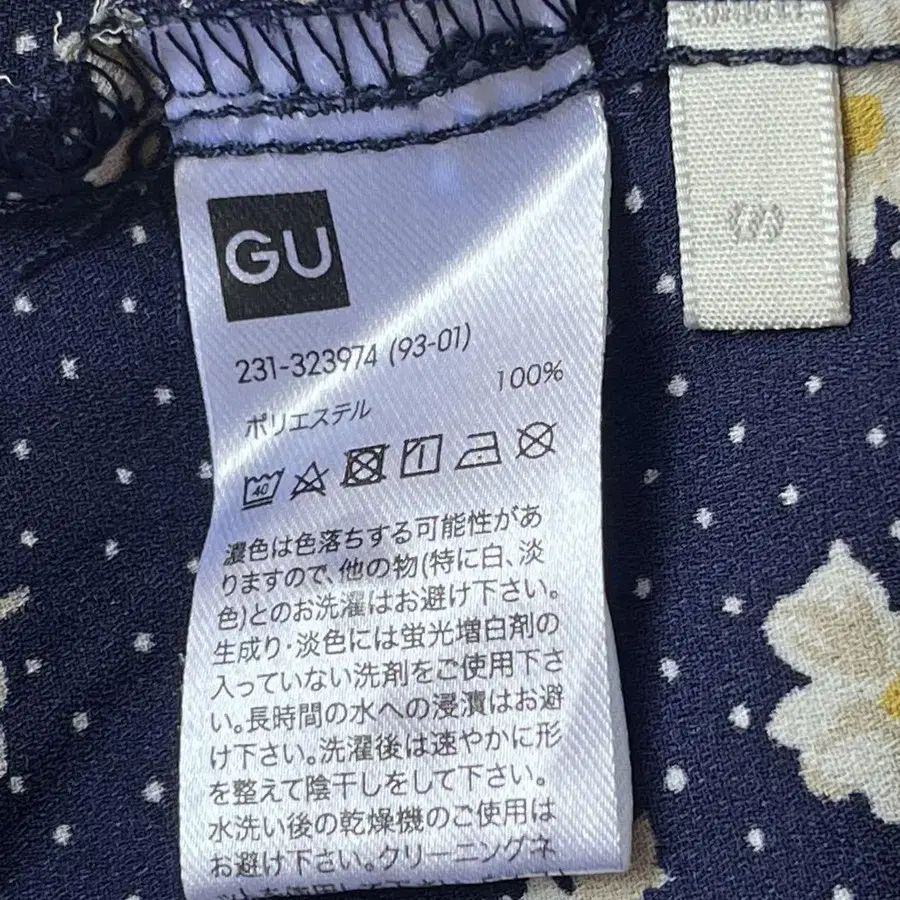 GU
231-323974 (93-01)
ポリエステル 100%
40
濃色は色落ちする可能性があ
りますので、他の物(特に白、淡
色)とのお洗濯はお避け下さい。
生成り・淡色には蛍光増白剤の
入っていない洗剤をご使用下さ
い。長時間の水への浸漬はお避
け下さい。洗濯後は速やかに形
を整えて陰干しをして下さい。
水洗い後の乾燥機のご使用は
お避け下さい。クリーニングネ